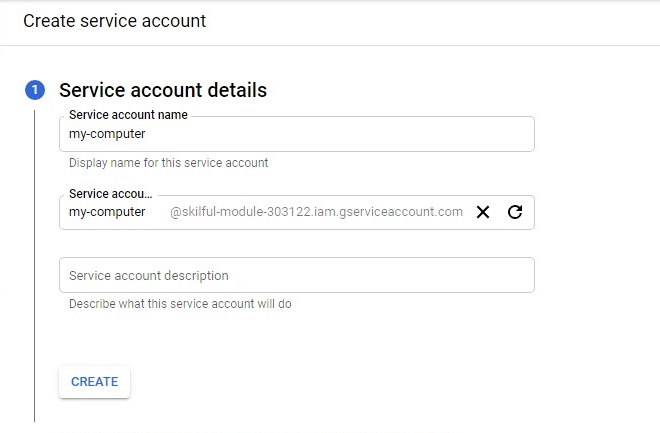 Create service account
1 Service account details
Service account name
my-computer
Display name for this service account
Service accou...
my-computer @skilful-module-303122.iam.gserviceaccount.com
Service account description
Describe what this service account will do
CREATE